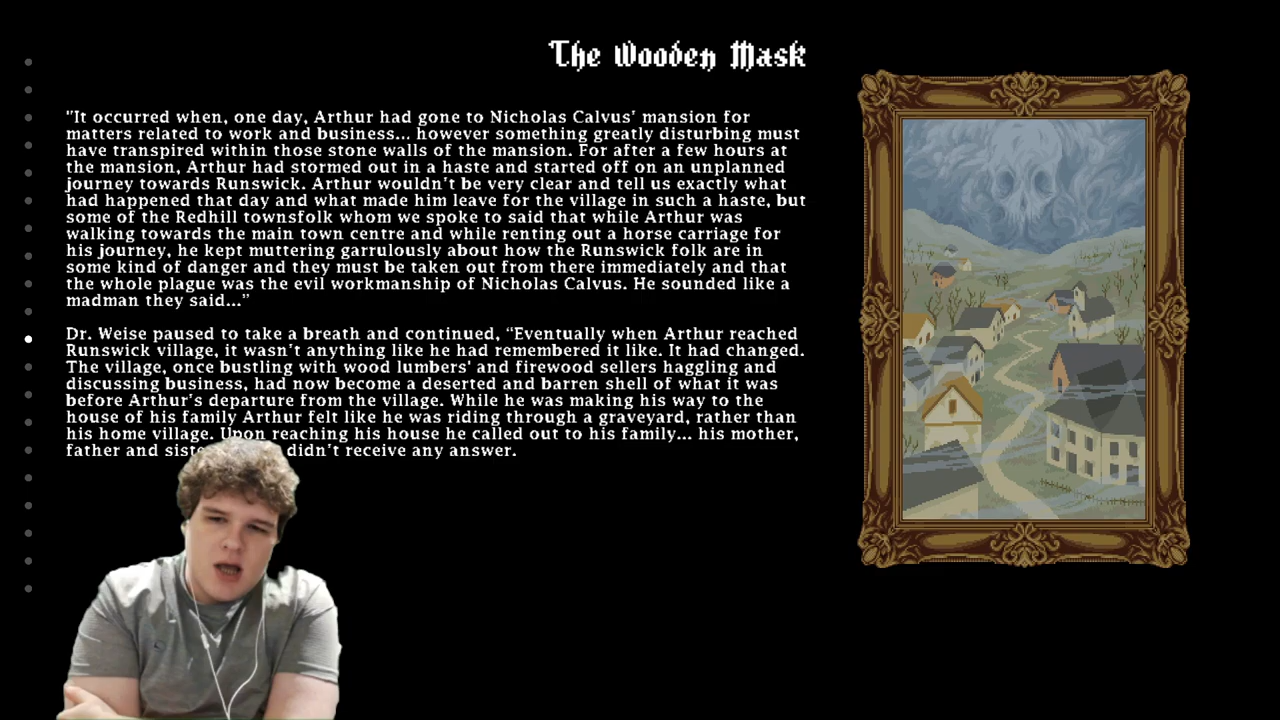 The Wooden Mask
"It occurred when, one day, Arthur had gone to Nicholas Calvus' mansion for
matters related to work and business... however something greatly disturbing must
have transpired within those stone walls of the mansion. For after a few hours at
the mansion, Arthur had stormed out in a haste and started off on an unplanned
journey towards Runswick. Arthur wouldn't be very clear and tell us exactly what
had happened that day and what made him leave for the village in such a haste, but
some of the Redhill townsfolk whom we spoke to said that while Arthur was
walking towards the main town centre and while renting out a horse carriage for
his journey, he kept muttering garrulously about how the Runswick folk are in
some kind of danger and they must be taken out from there immediately and that
the whole plague was the evil workmanship of Nicholas Calvus. He sounded like a
madman they said..."
Dr. Weise paused to take a breath and continued, “Eventually when Arthur reached
Runswick village, it wasn't anything like he had remembered it like. It had changed.
The village, once bustling with wood lumbers' and firewood sellers haggling and
discussing business, had now become a deserted and barren shell of what it was
before Arthur's departure from the village. While he was making his way to the
house of his family Arthur felt like he was riding through a graveyard, rather than
his home village. Upon reaching his house he called out to his family... his mother,
father and didn't receive any answer.